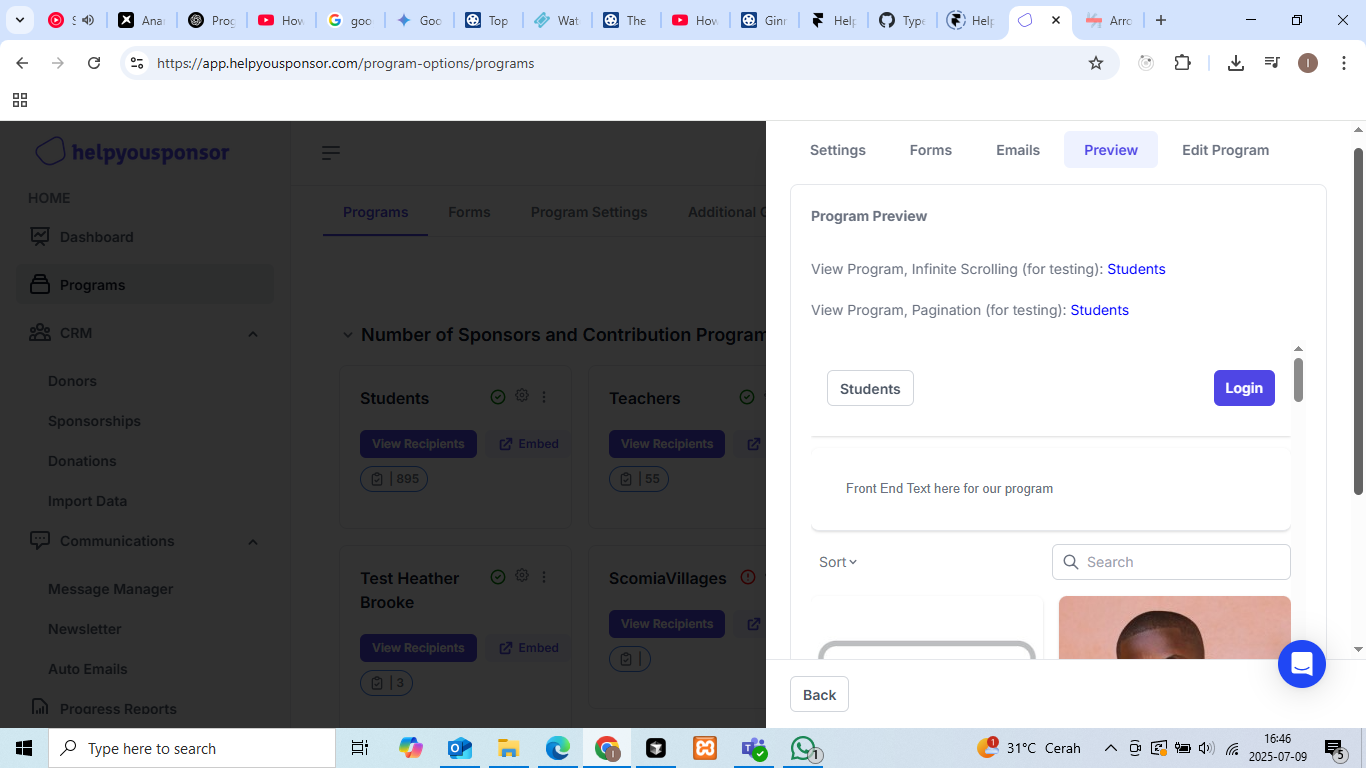 S
Anar
Prog
How
goo
Goo
Top
Wat
The
How
Ginr
Help
Type
Help
Arro
https://app.helpyousponsor.com/program-options/programs
I
helpyousponsor
HOME
Dashboard
Programs
CRM
Donors
Sponsorships
Donations
Import Data
Communications
Message Manager
Newsletter
Auto Emails
Progress Reports
Programs Forms Program Settings Additional C
Number of Sponsors and Contribution Program
Students
View Recipients Embed
| 895
Teachers
View Recipients
| 55
Test Heather
Brooke
View Recipients Embed
| 3
ScomiaVillages
View Recipients
|
Settings Forms Emails Preview Edit Program
Program Preview
View Program, Infinite Scrolling (for testing): Students
View Program, Pagination (for testing): Students
Students Login
Front End Text here for our program
Sort Search
Back
Type here to search
1
1
31°C Cerah
16:46
2025-07-09
5